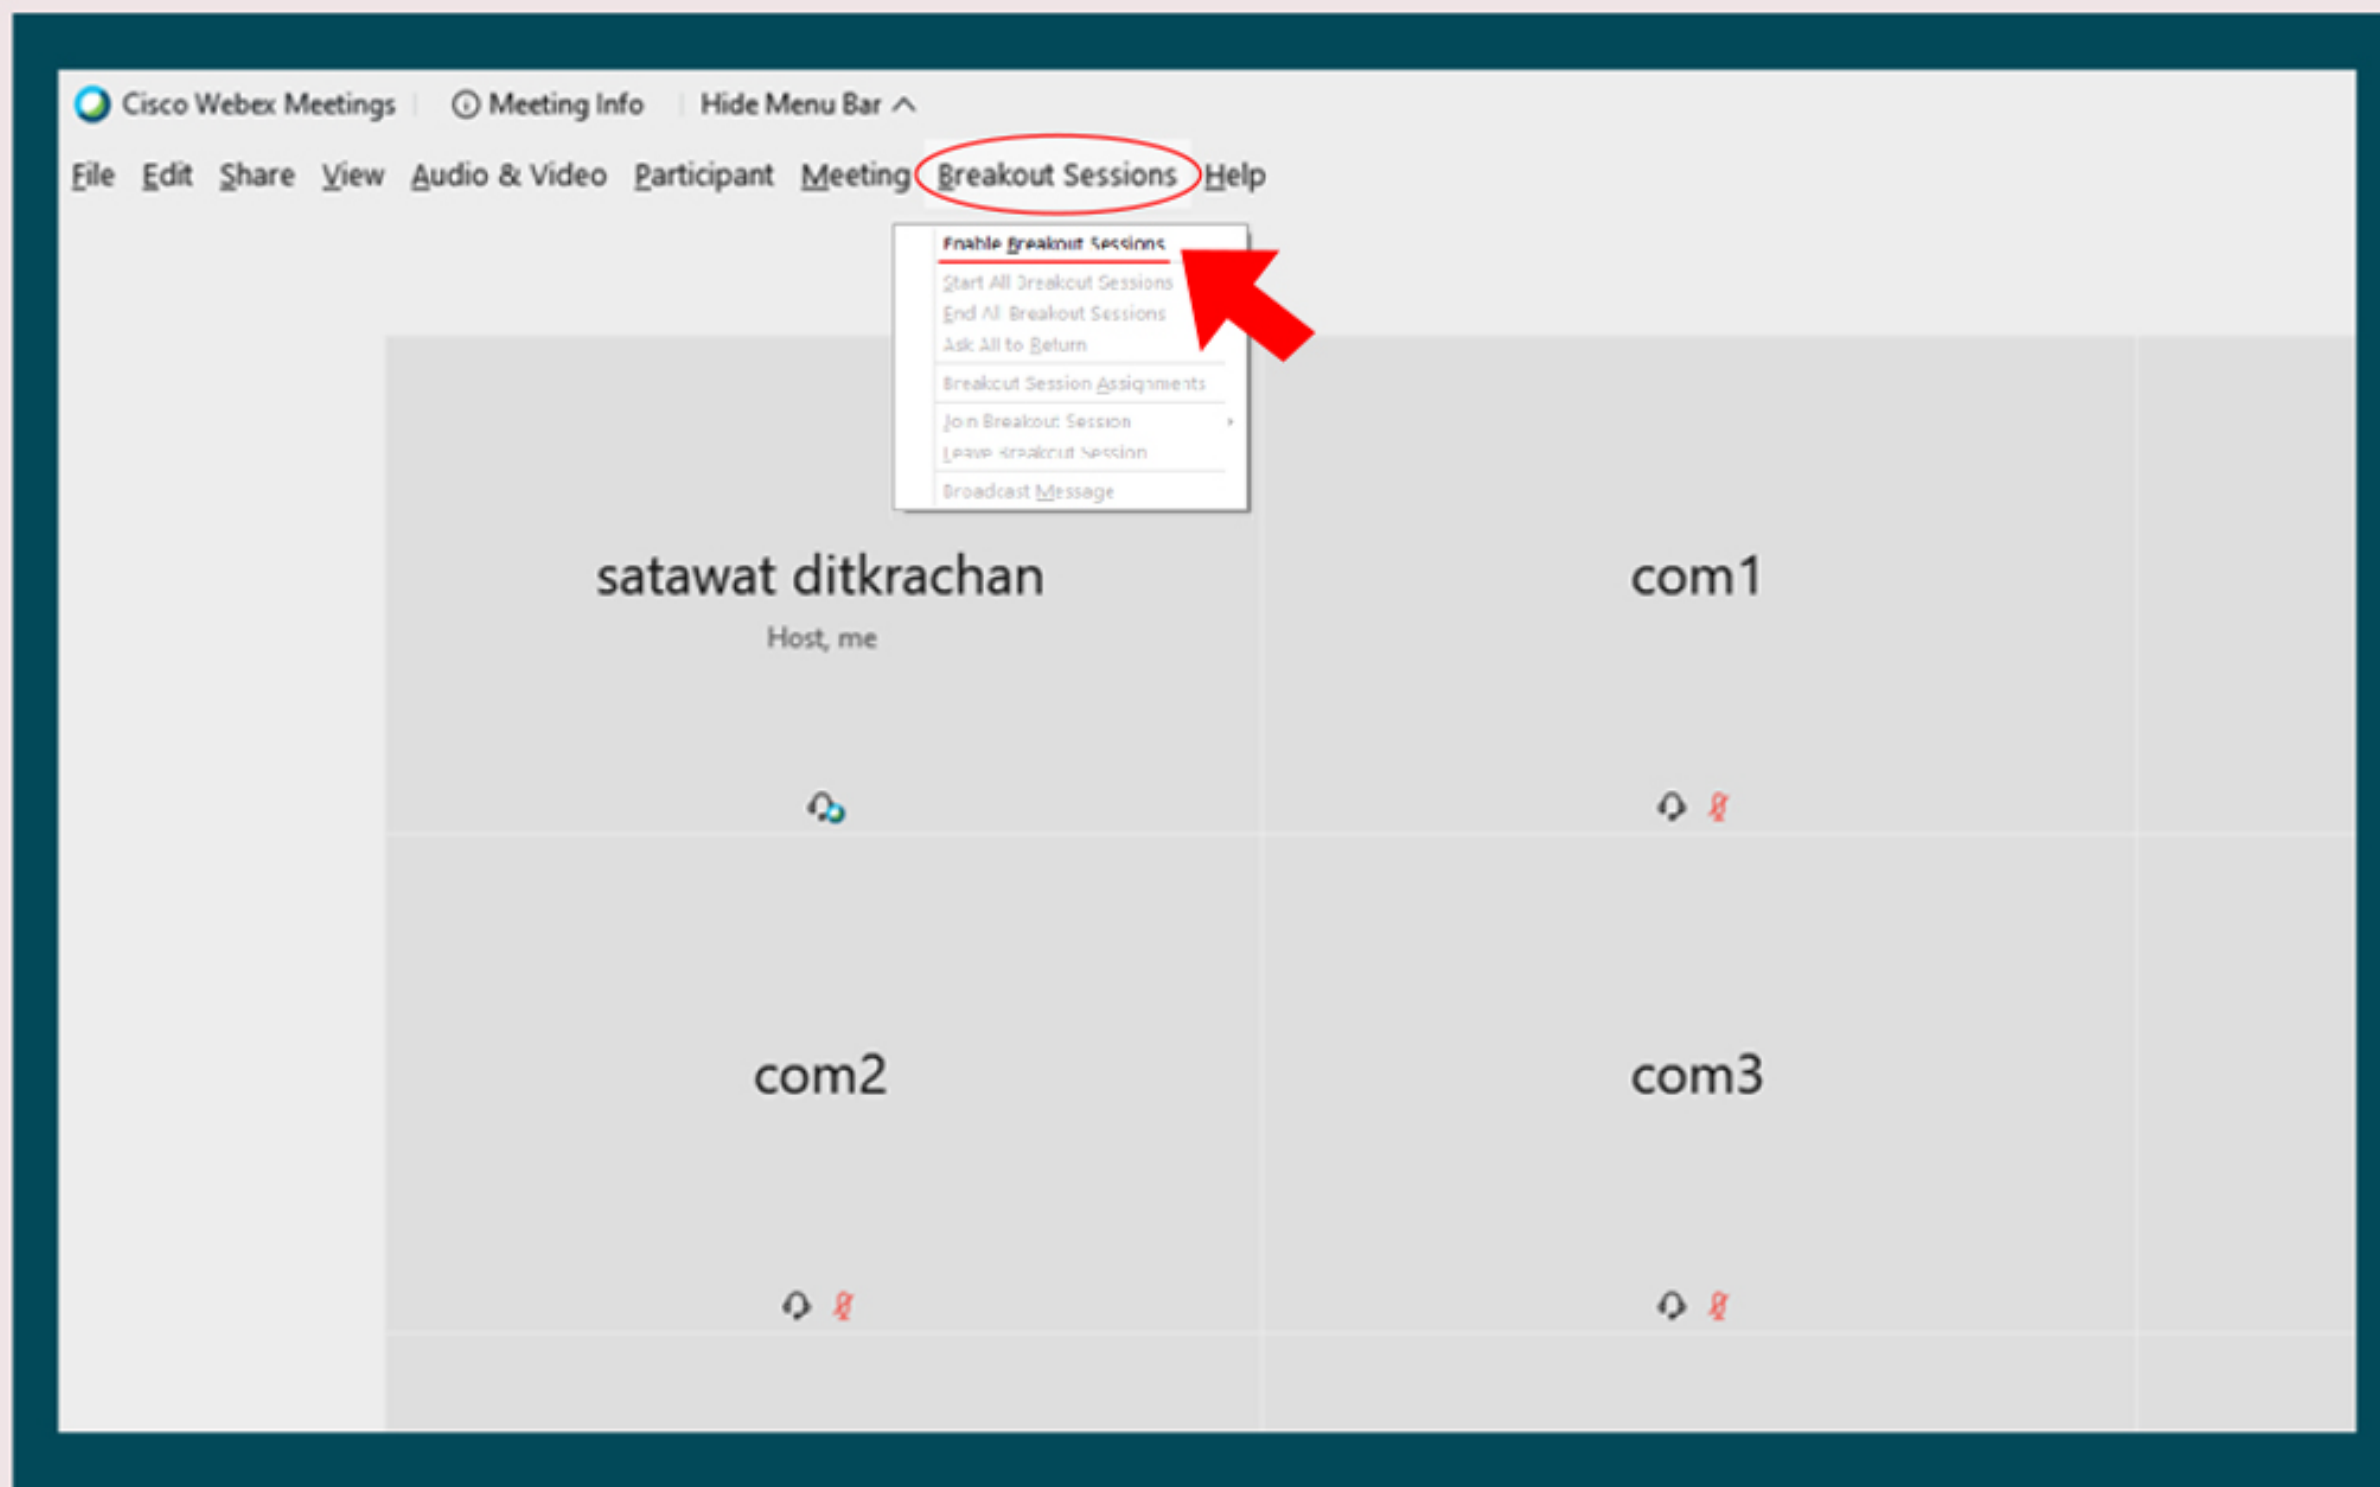 Cisco Webex Meetings Meeting Info Hide Menu Bar
File Edit Share View Audio & Video Participant Meeting Breakout Sessions Help
Enable Breakout Sessions
Start All Breakout Sessions
End All Breakout Sessions
Ask All to Return
Breakout Session Assignments
Join Breakout Session
Leave Breakout Session
Broadcast Message
satawat ditkrachan
Host, me
com1
com2
com3